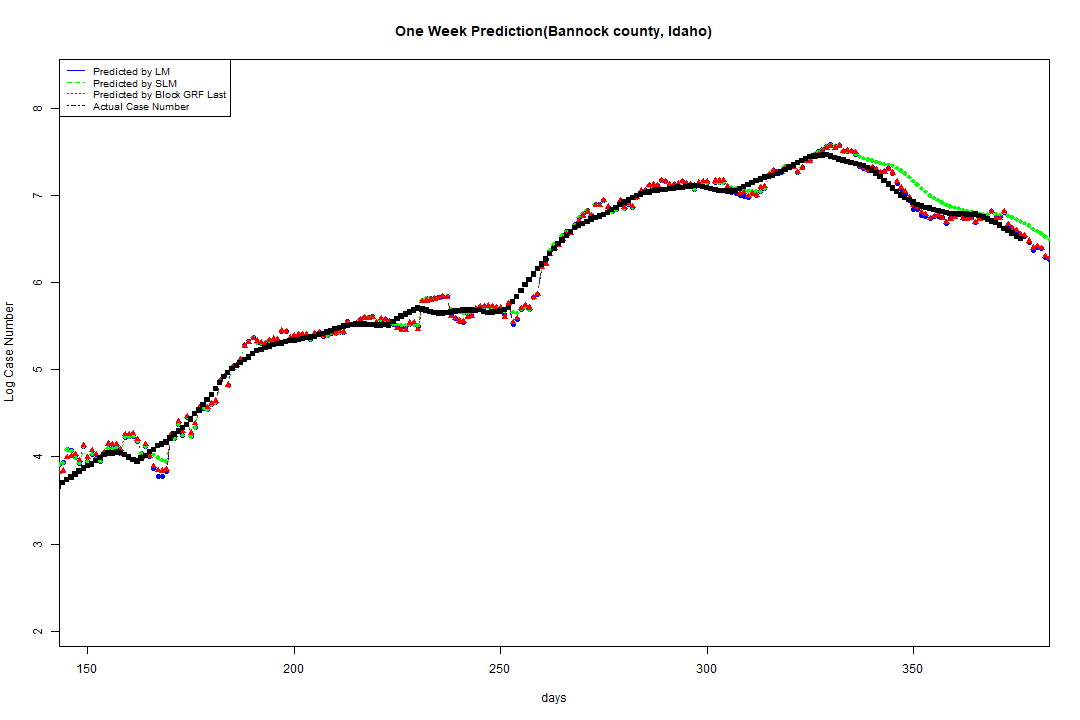 One Week Prediction(Bannock county, Idaho)
Predicted by LM
Predicted by SLM
Predicted by Block GRF Last
Actual Case Number
8
7
6
5
4
3
2
Log Case Number
150 200 250 300 350
days